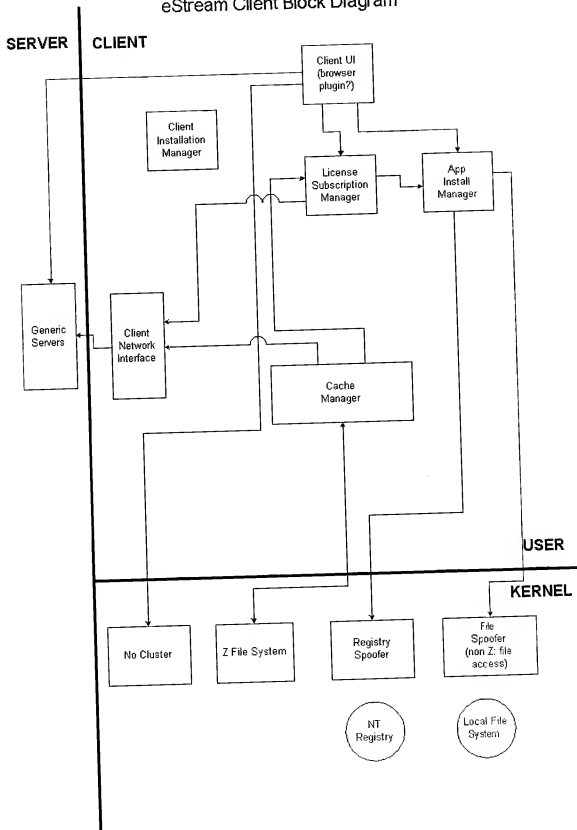 eStream Client Block Diagram
SERVER
CLIENT
Client UI
(browser
plugin?)
Client
Installation
Manager
License
Subscription
Manager
App
Install
Manager
Generic
Servers
Client
Network
Interface
Cache
Manager
USER
KERNEL
No Cluster
Z File System
Registry
Spoofer
File
Spoofer
(non Z: file
access)
NT
Registry
Local File
System